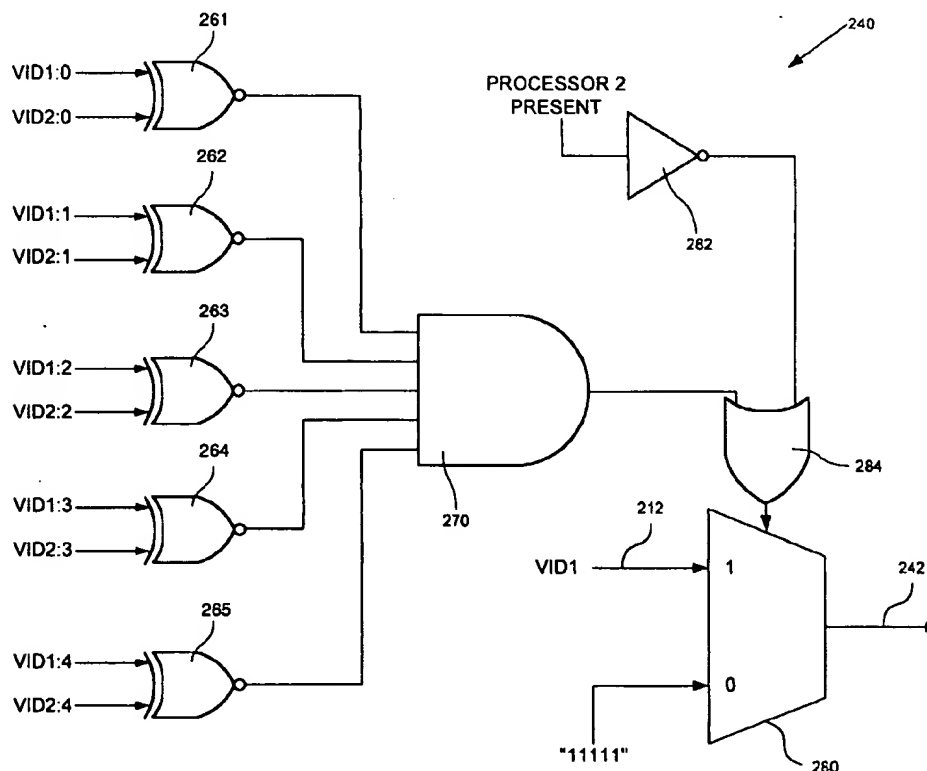 261
240
VID1:0
VID2:0
PROCESSOR 2
PRESENT
262
282
VID1:1
VID2:1
263
VID1:2
VID2:2
264
284
VID1:3
VID2:3
270
212
VID1
1
242
265
VID1:4
VID2:4
0
"11111"
280